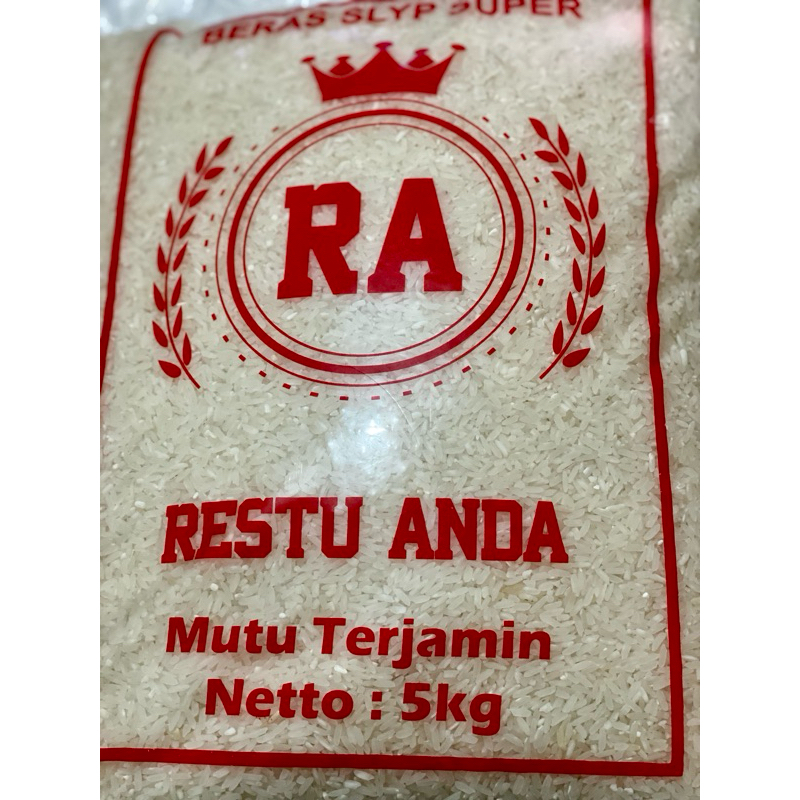 BERAS SLYP SUPER
RA
RESTU ANDA
Mutu Terjamin
Netto : 5kg